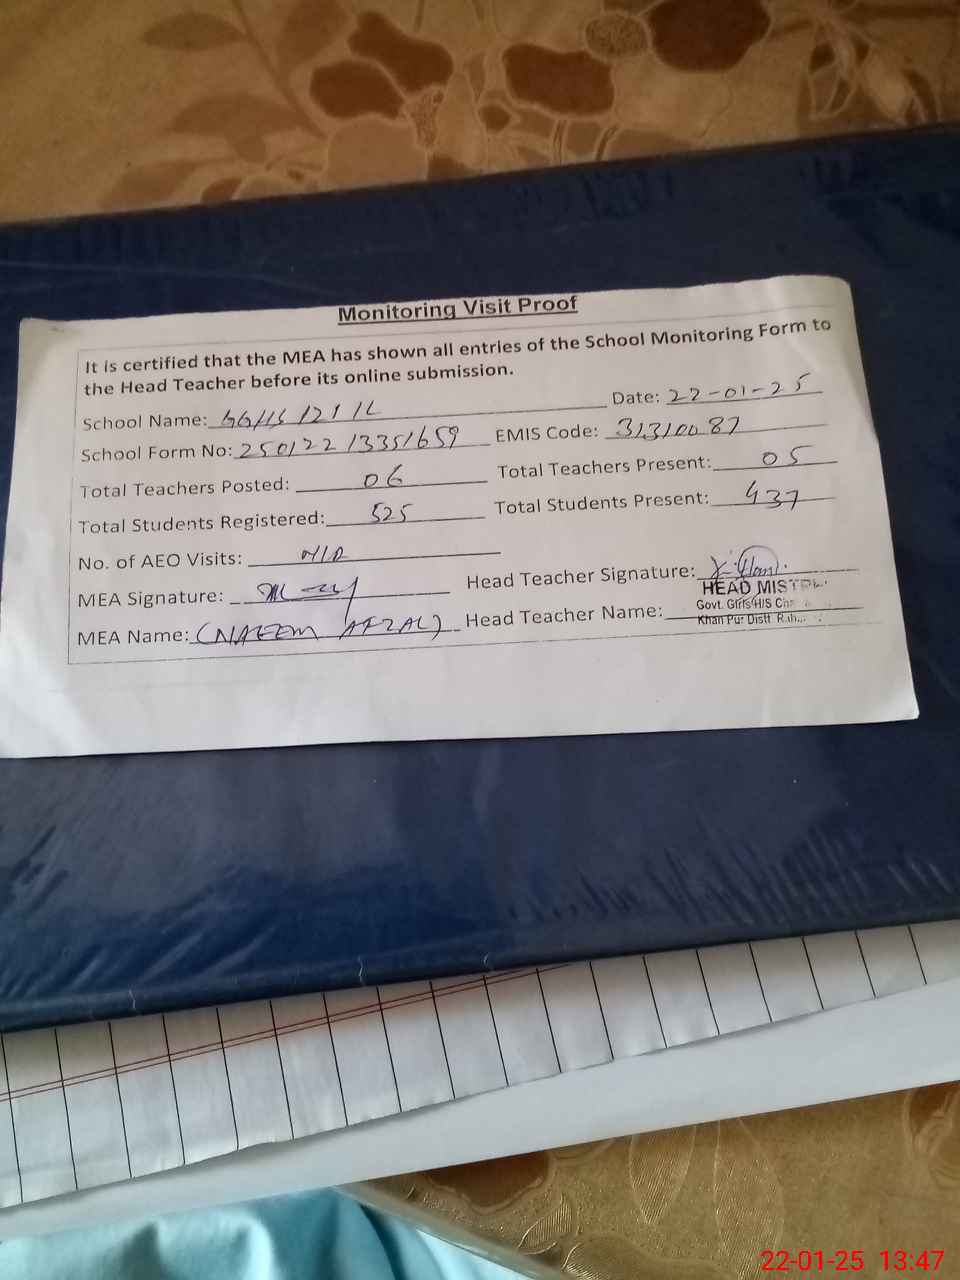 Monitoring Visit Proof
It is certified that the MEA has shown all entries of the School Monitoring Form to
the Head Teacher before its online submission.
School Name: GGHS 121 1L Date: 22-01-25
School Form No: 250122 13351659 EMIS Code: 31310087
Total Teachers Posted: 06 Total Teachers Present: 05
Total Students Registered: 525 Total Students Present: 437
No. of AEO Visits:
MEA Signature: Head Teacher Signature:
HEAD MISTRE
Govt. Girls H/S
MEA Name: (NAEEM AFZAL) Head Teacher Name:
Khan Pur Distt
22-01-25 13:47